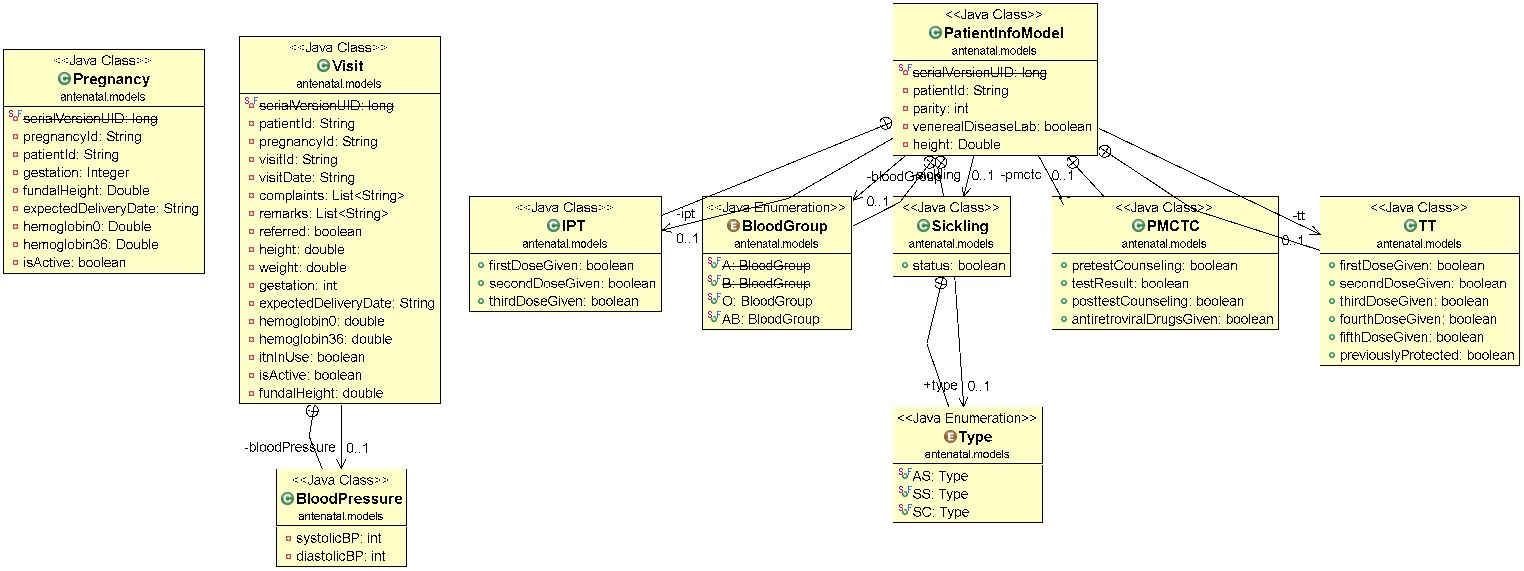 <<Java Class>>
Pregnancy
antenatal.models
serialVersionUID: long
pregnancyId: String
patientId: String
gestation: Integer
fundalHeight: Double
expectedDeliveryDate: String
hemoglobin0: Double
hemoglobin36: Double
isActive: boolean
<<Java Class>>
Visit
antenatal.models
serialVersionUID: long
patientId: String
pregnancyId: String
visitId: String
visitDate: String
complaints: List<String>
remarks: List<String>
referred: boolean
height: double
weight: double
gestation: int
expectedDeliveryDate: String
hemoglobin0: double
hemoglobin36: double
itnInUse: boolean
isActive: boolean
fundalHeight: double
-bloodPressure
0..1
<<Java Class>>
BloodPressure
antenatal.models
systolicBP: int
diastolicBP: int
<<Java Class>>
PatientInfoModel
antenatal.models
serialVersionUID: long
patientId: String
parity: int
venerealDiseaseLab: boolean
height: Double
-ipt
0..1
-bloodGroup
0..1
-sickling
0..1
-pmctc
0..1
-tt
0..1
<<Java Class>>
IPT
antenatal.models
firstDoseGiven: boolean
secondDoseGiven: boolean
thirdDoseGiven: boolean
<<Java Enumeration>>
BloodGroup
antenatal.models
A: BloodGroup
B: BloodGroup
O: BloodGroup
AB: BloodGroup
<<Java Class>>
Sickling
antenatal.models
status: boolean
+type
0..1
<<Java Enumeration>>
Type
antenatal.models
AS: Type
SS: Type
SC: Type
<<Java Class>>
PMCTC
antenatal.models
pretestCounseling: boolean
testResult: boolean
posttestCounseling: boolean
antiretroviralDrugsGiven: boolean
<<Java Class>>
TT
antenatal.models
firstDoseGiven: boolean
secondDoseGiven: boolean
thirdDoseGiven: boolean
fourthDoseGiven: boolean
fifthDoseGiven: boolean
previouslyProtected: boolean